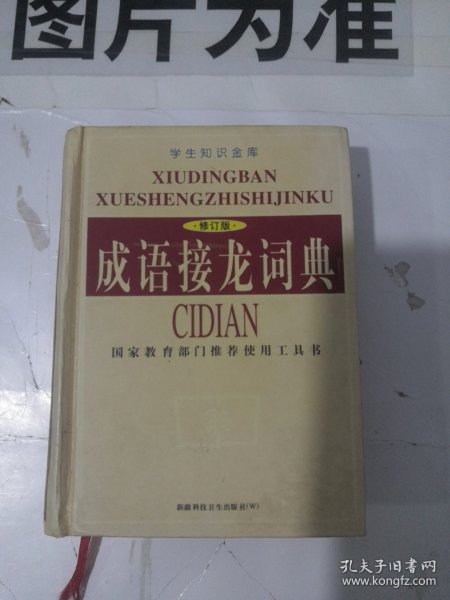 图片为准
学生知识金库
XIUDINGBAN
XUESHENGZHISHIJINKU
·修订版·
成语接龙词典
CIDIAN
国家教育部门推荐使用工具书
新疆科技卫生出版社(W)
孔夫子旧书网
www.kongfz.com